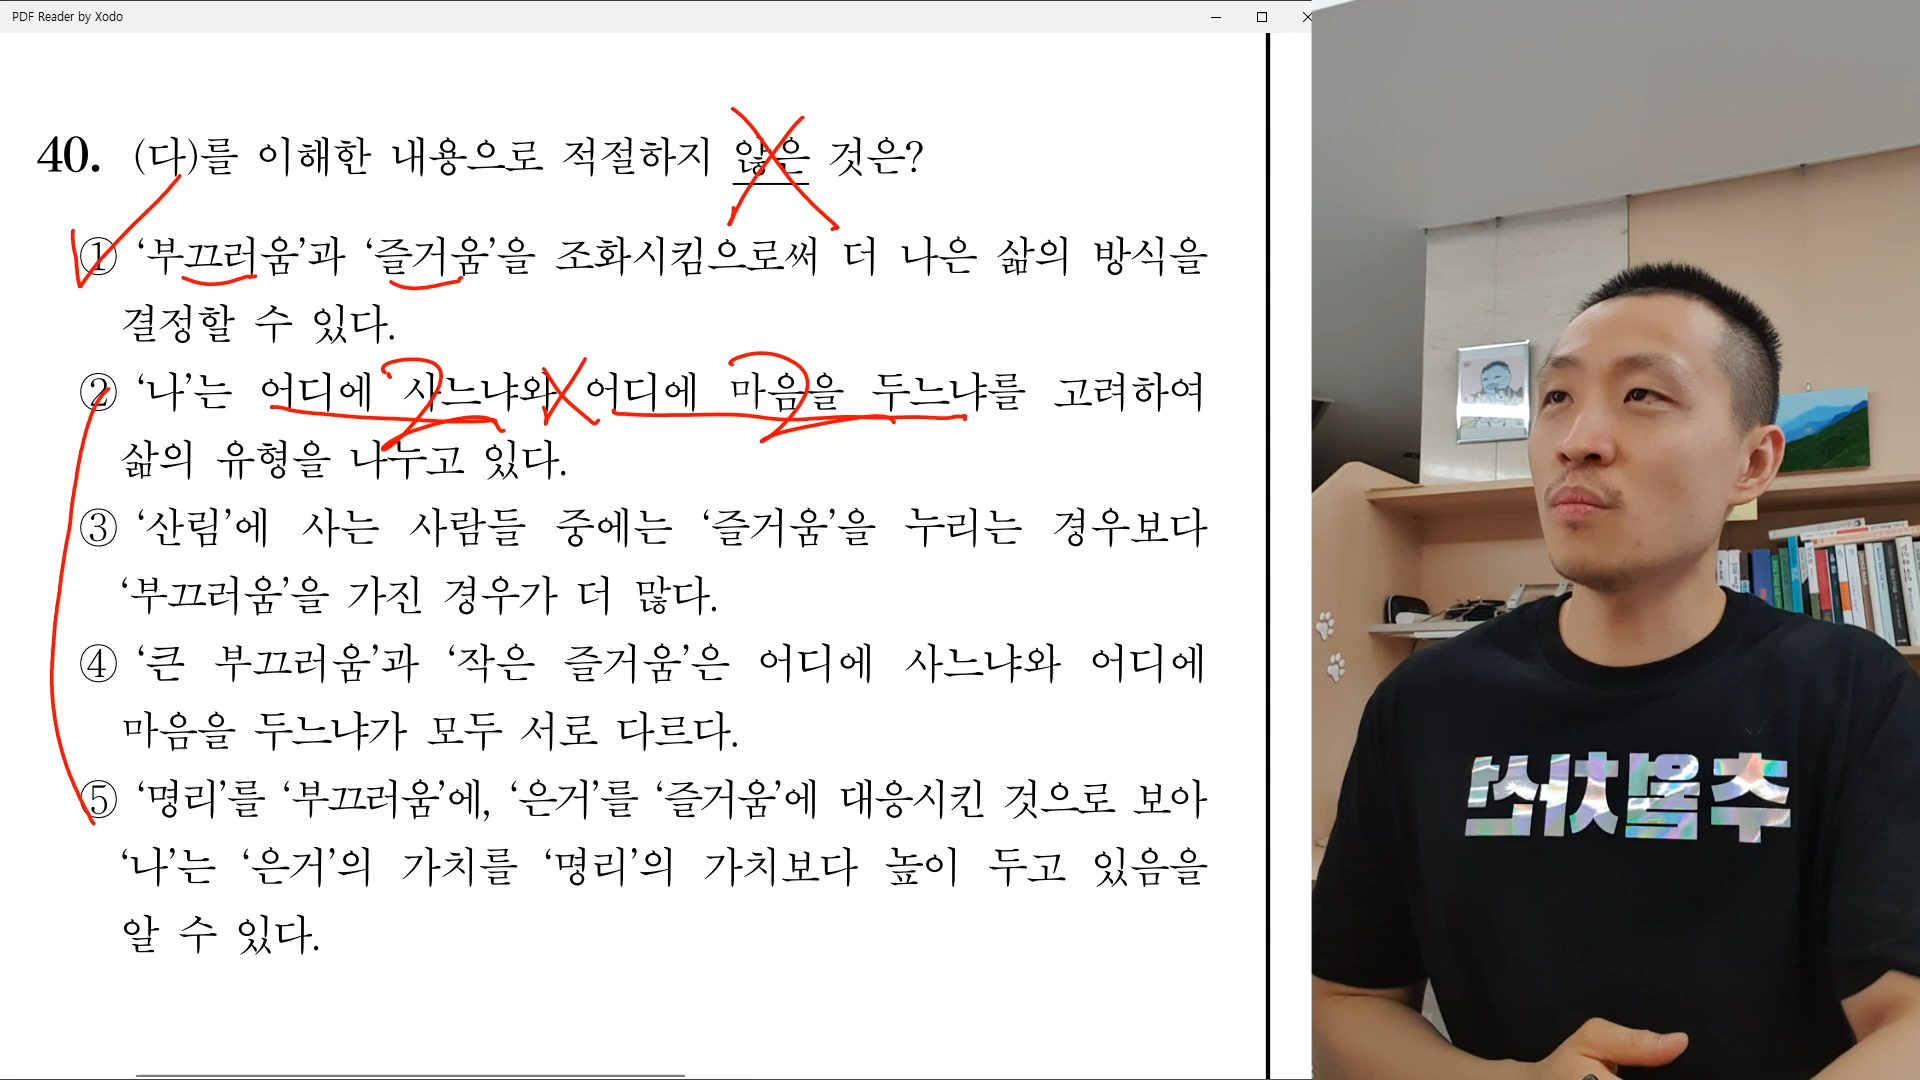 PDF Reader by Xodo
40. (다)를 이해한 내용으로 적절하지 않은 것은?
① ‘부끄러움’과 ‘즐거움’을 조화시킴으로써 더 나은 삶의 방식을
결정할 수 있다.
② ‘나’는 어디에 사느냐와 어디에 마음을 두느냐를 고려하여
삶의 유형을 나누고 있다.
③ ‘산림’에 사는 사람들 중에는 ‘즐거움’을 누리는 경우보다
‘부끄러움’을 가진 경우가 더 많다.
④ ‘큰 부끄러움’과 ‘작은 즐거움’은 어디에 사느냐와 어디에
마음을 두느냐가 모두 서로 다르다.
⑤ ‘명리’를 ‘부끄러움’에, ‘은거’를 ‘즐거움’에 대응시킨 것으로 보아
‘나’는 ‘은거’의 가치를 ‘명리’의 가치보다 높이 두고 있음을
알 수 있다.
2 X 2